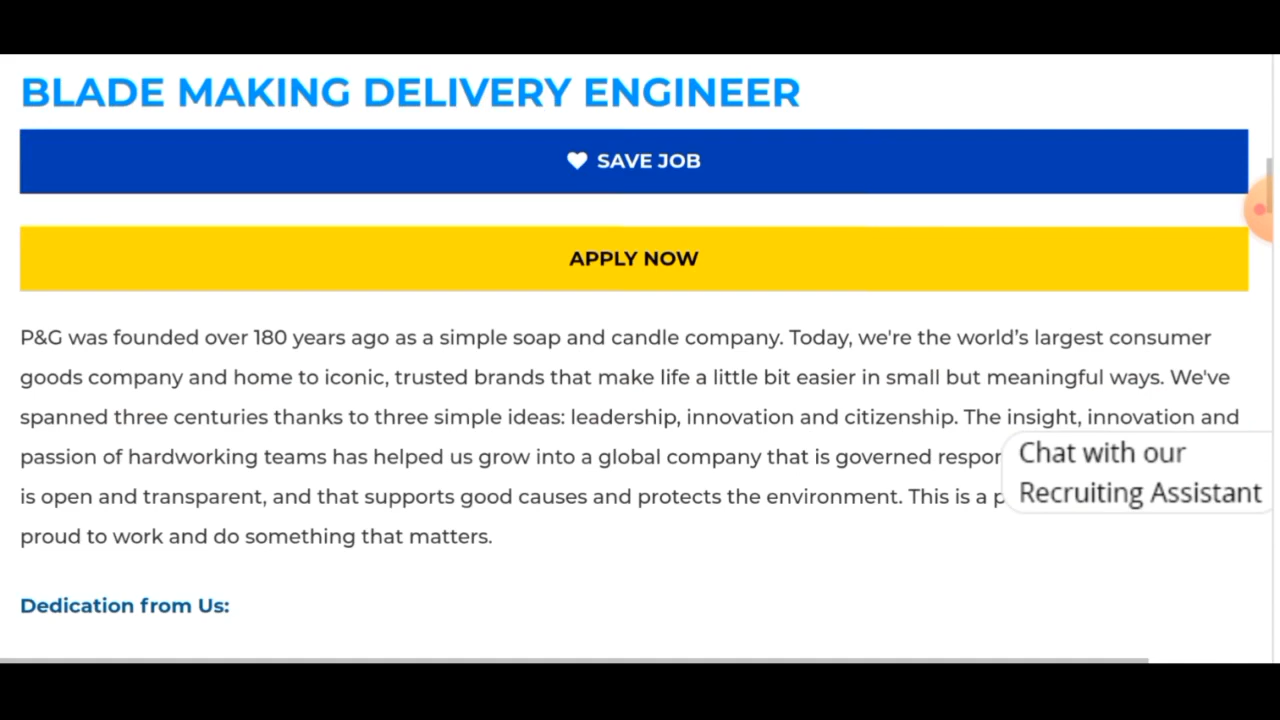 BLADE MAKING DELIVERY ENGINEER
SAVE JOB
APPLY NOW
P&G was founded over 180 years ago as a simple soap and candle company. Today, we're the world’s largest consumer
goods company and home to iconic, trusted brands that make life a little bit easier in small but meaningful ways. We've
spanned three centuries thanks to three simple ideas: leadership, innovation and citizenship. The insight, innovation and
passion of hardworking teams has helped us grow into a global company that is governed
is open and transparent, and that supports good causes and protects the environment. This is a
proud to work and do something that matters.
Chat with our
Recruiting Assistant
Dedication from Us: